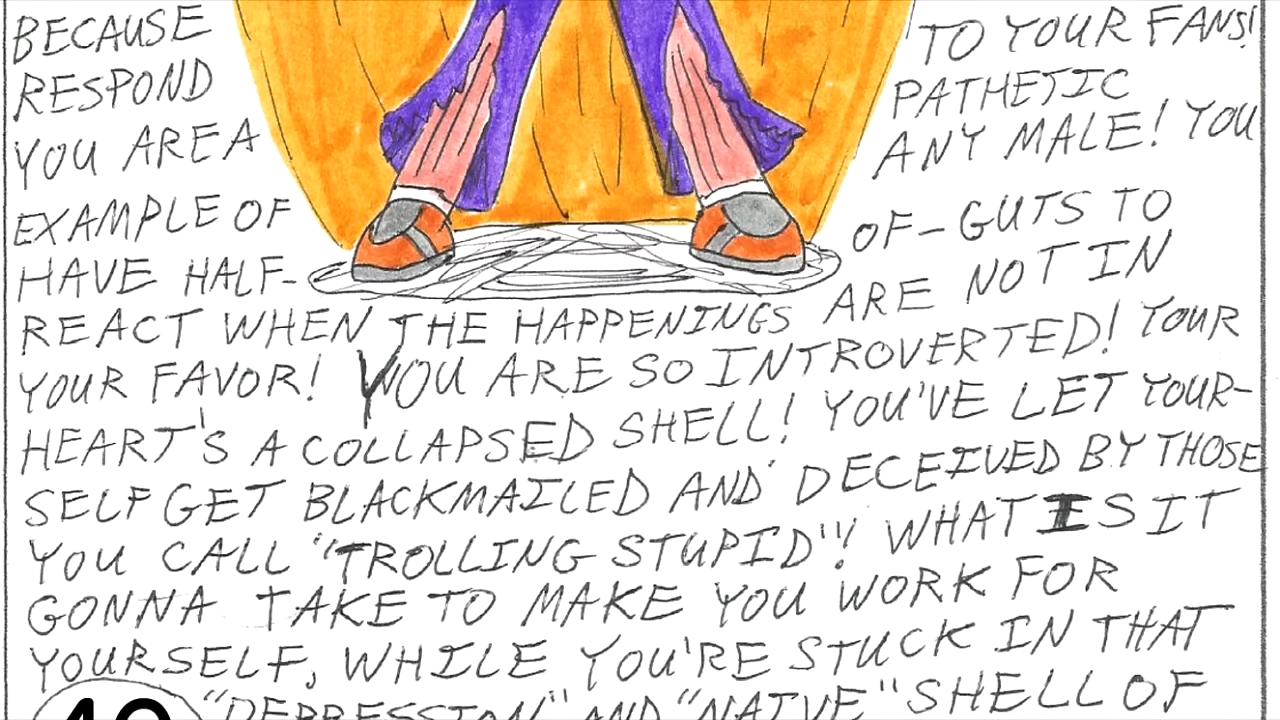 BECAUSE TO YOUR FANS!
RESPOND PATHETIC
YOU ARE A ANY MALE! YOU
EXAMPLE OF OF-GUTS TO
HAVE HALF- ARE NOT IN
REACT WHEN THE HAPPENINGS
YOUR FAVOR! YOU ARE SO INTROVERTED! YOUR
HEART'S A COLLAPSED SHELL! YOU'VE LET YOUR-
SELF GET BLACKMAILED AND DECEIVED BY THOSE
YOU CALL "TROLLING STUPID"! WHAT IS IT
GONNA TAKE TO MAKE YOU WORK FOR
YOURSELF, WHILE YOU'RE STUCK IN THAT
"DEPRESSION" AND "NAIVE" SHELL OF